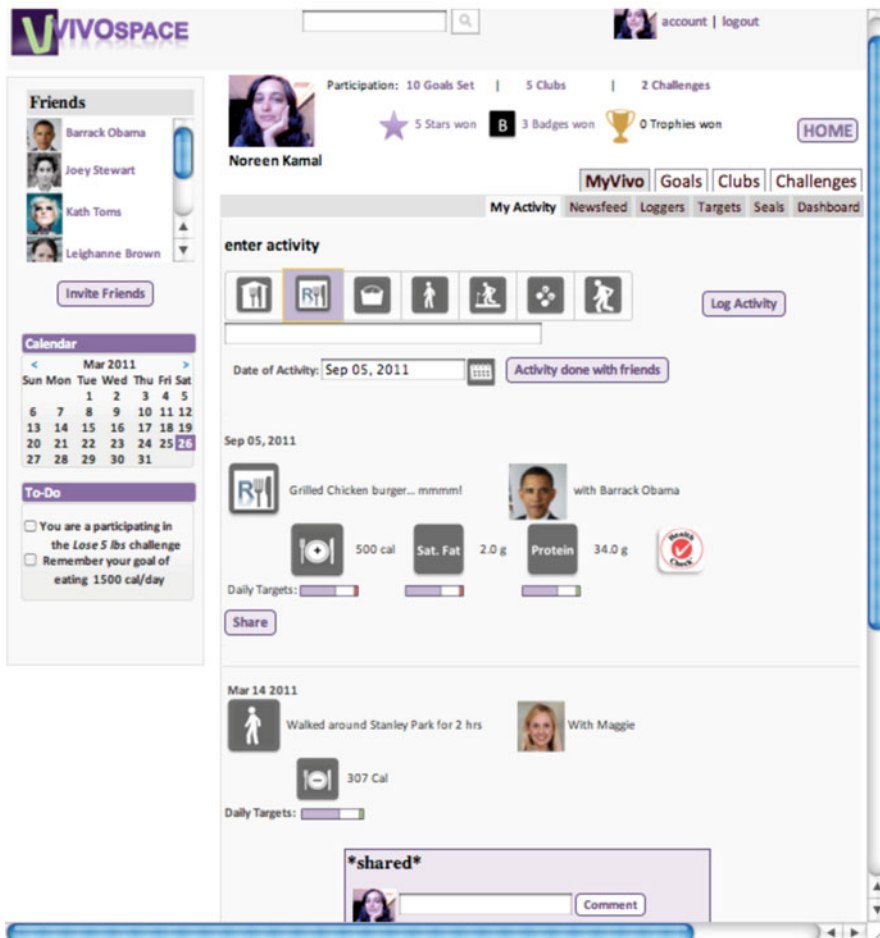 VIVOSPACE
account | logout
Friends
Barrack Obama
Joey Stewart
Kath Toms
Leighanne Brown
Invite Friends
Calendar
< Mar 2011 >
Sun Mon Tue Wed Thu Fri Sat
1 2 3 4 5
6 7 8 9 10 11 12
13 14 15 16 17 18 19
20 21 22 23 24 25 26
27 28 29 30 31
To-Do
You are a participating in
the Lose 5 lbs challenge
Remember your goal of
eating 1500 cal/day
Participation: 10 Goals Set | 5 Clubs | 2 Challenges
5 Stars won B 3 Badges won 0 Trophies won
HOME
Noreen Kamal
MyVivo Goals Clubs Challenges
My Activity Newsfeed Loggers Targets Seals Dashboard
enter activity
R
Log Activity
Date of Activity: Sep 05, 2011 Activity done with friends
Sep 05, 2011
R Grilled Chicken burger... mmmm! with Barrack Obama
500 cal Sat. Fat 2.0 g Protein 34.0 g Health Check
Daily Targets:
Share
Mar 14 2011
Walked around Stanley Park for 2 hrs With Maggie
307 Cal
Daily Targets:
*shared*
Comment